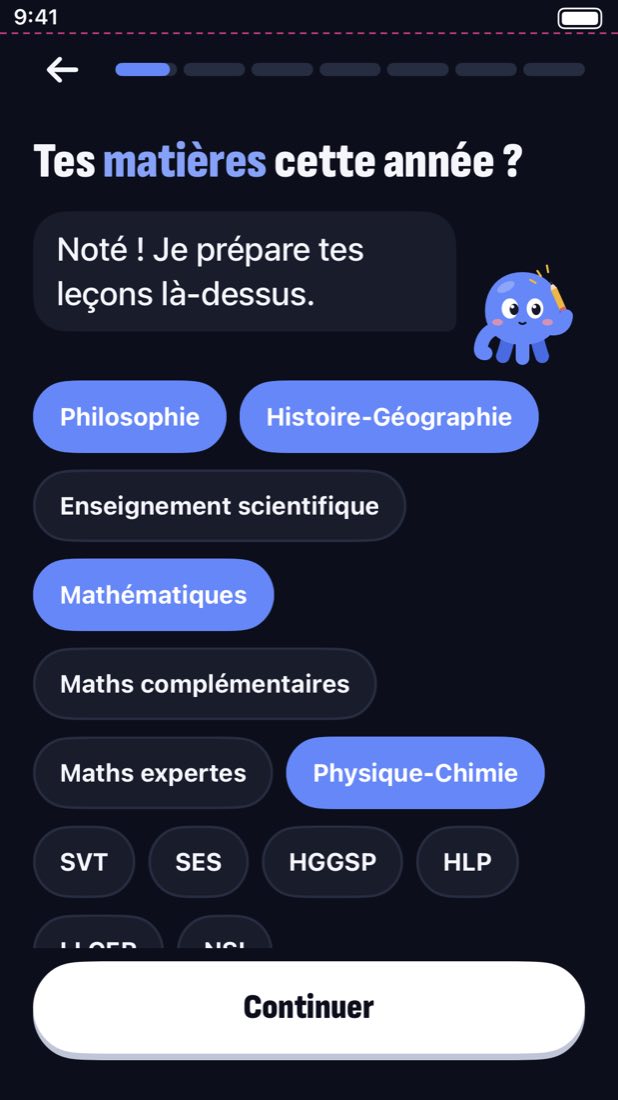 9:41
Tes matières cette année ?
Noté ! Je prépare tes
leçons là-dessus.
Philosophie Histoire-Géographie
Enseignement scientifique
Mathématiques
Maths complémentaires
Maths expertes Physique-Chimie
SVT SES HGGSP HLP
NSI
Continuer